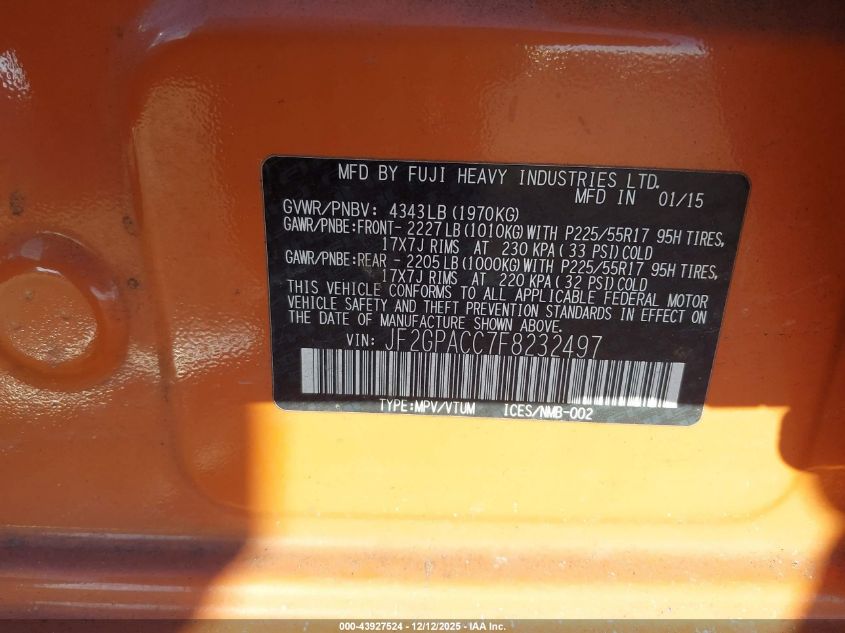 MFD BY FUJI HEAVY INDUSTRIES LTD.
MFD IN 01/15
GVWR/PNBV: 4343LB(1970KG)
GAWR/PNBE:FRONT- 2227LB(1010KG)WITH P225/55R17 95H TIRES,
17X7J RIMS AT 230 KPA(33 PSI)COLD
GAWR/PNBE:REAR - 2205LB(1000KG)WITH P225/55R17 95H TIRES,
17X7J RIMS AT 220 KPA(32 PSI)COLD
THIS VEHICLE CONFORMS TO ALL APPLICABLE FEDERAL MOTOR
VEHICLE SAFETY AND THEFT PREVENTION STANDARDS IN EFFECT ON
THE DATE OF MANUFACTURE SHOWN ABOVE.
VIN: JF2GPACC7F8232497
TYPE:MPV/VTUM ICES/NMB-002
000-43927524 - 12/12/2025 - IAA Inc.